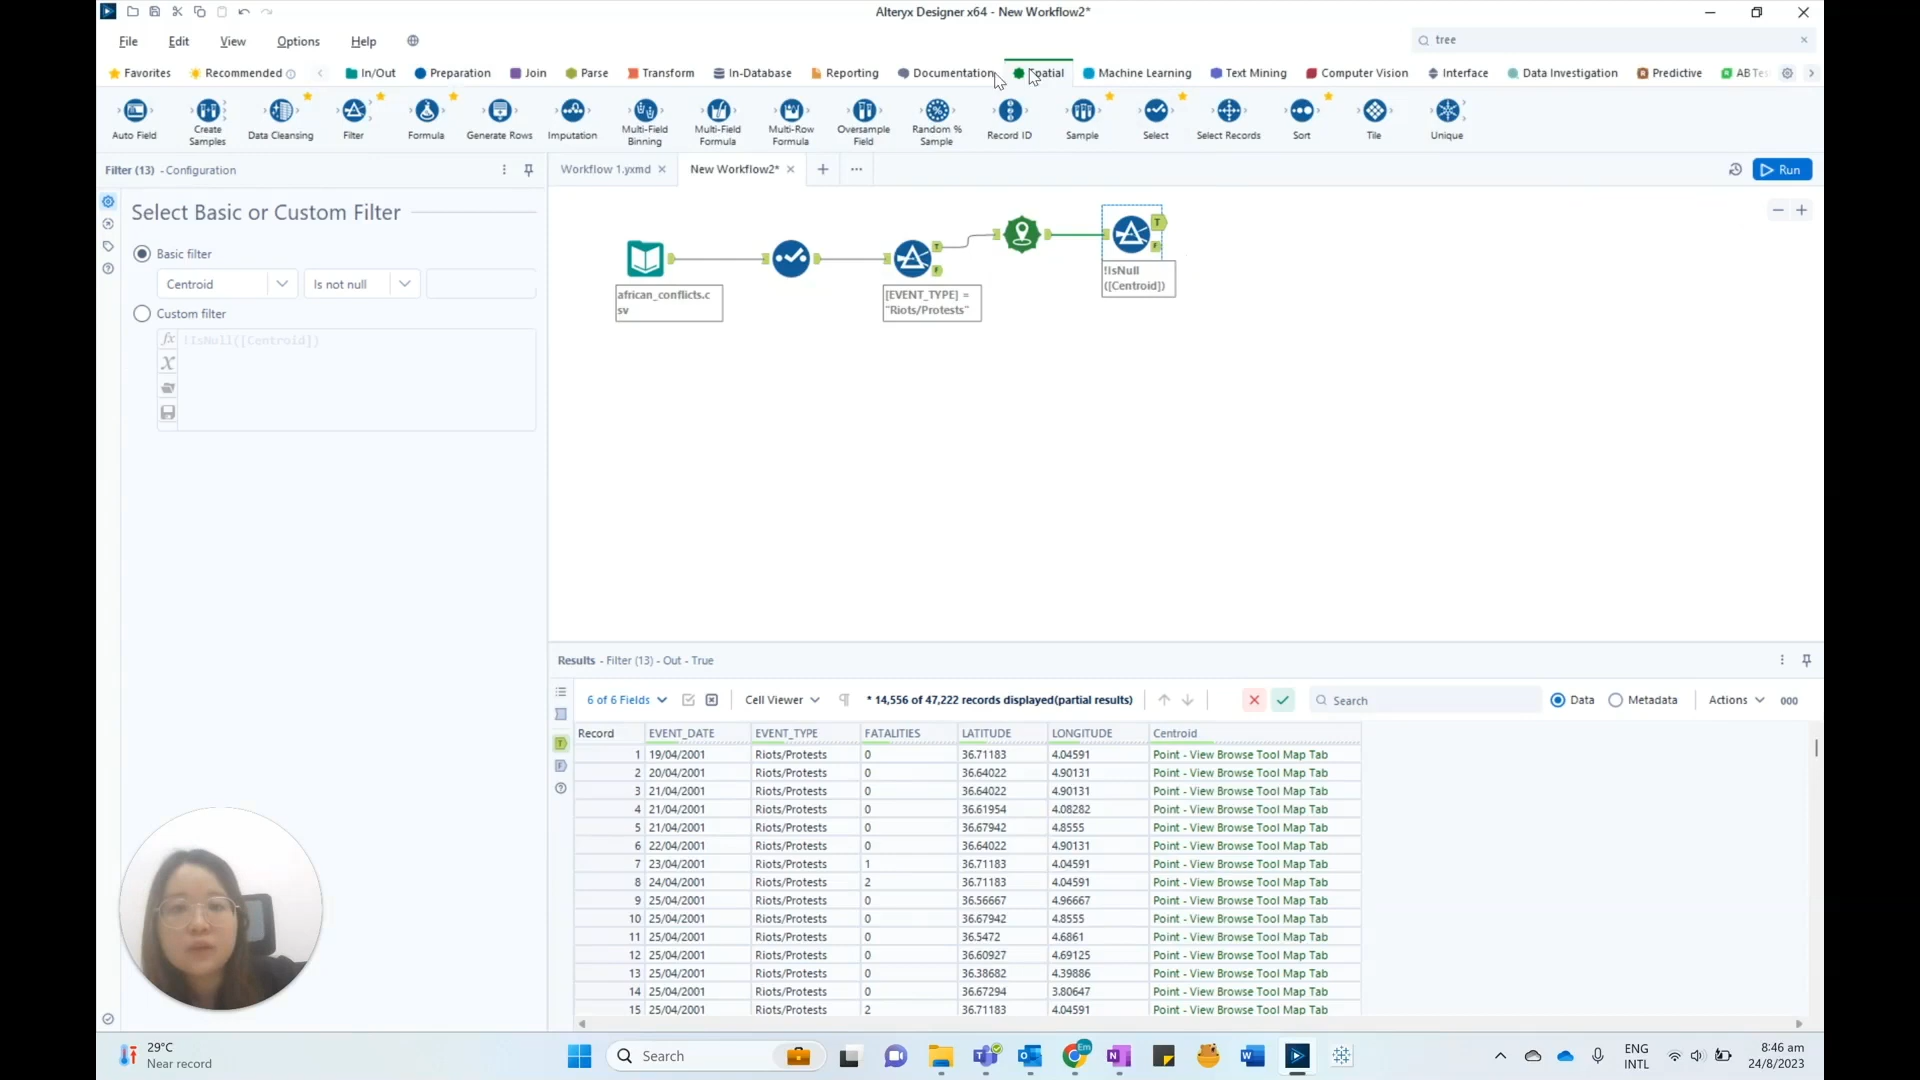 Alteryx Designer x64 - New Workflow2*
File Edit View Options Help
tree
Favorites Recommended In/Out Preparation Join Parse Transform In-Database Reporting Documentation Spatial Machine Learning Text Mining Computer Vision Interface Data Investigation Predictive AB Tes
Auto Field Create Samples Data Cleansing Filter Formula Generate Rows Imputation Multi-Field Binning Multi-Field Formula Multi-Row Formula Oversample Field Random % Sample Record ID Sample Select Select Records Sort Tile Unique
Filter (13) - Configuration
Workflow 1.yxmd New Workflow2*
Run
Select Basic or Custom Filter
Basic filter
Centroid Is not null
Custom filter
!IsNull([Centroid])
african_conflicts.c
sv
[EVENT_TYPE] =
"Riots/Protests"
!IsNull
([Centroid])
T
F
T
F
Results - Filter (13) - Out - True
6 of 6 Fields Cell Viewer * 14,556 of 47,222 records displayed(partial results) Search Data Metadata Actions 000
Record EVENT_DATE EVENT_TYPE FATALITIES LATITUDE LONGITUDE Centroid
1 19/04/2001 Riots/Protests 0 36.71183 4.04591 Point - View Browse Tool Map Tab
2 20/04/2001 Riots/Protests 0 36.64022 4.90131 Point - View Browse Tool Map Tab
3 21/04/2001 Riots/Protests 0 36.64022 4.90131 Point - View Browse Tool Map Tab
4 21/04/2001 Riots/Protests 0 36.61954 4.08282 Point - View Browse Tool Map Tab
5 21/04/2001 Riots/Protests 0 36.67942 4.8555 Point - View Browse Tool Map Tab
6 22/04/2001 Riots/Protests 0 36.64022 4.90131 Point - View Browse Tool Map Tab
7 23/04/2001 Riots/Protests 1 36.71183 4.04591 Point - View Browse Tool Map Tab
8 24/04/2001 Riots/Protests 2 36.71183 4.04591 Point - View Browse Tool Map Tab
9 25/04/2001 Riots/Protests 0 36.56667 4.96667 Point - View Browse Tool Map Tab
10 25/04/2001 Riots/Protests 0 36.67942 4.8555 Point - View Browse Tool Map Tab
11 25/04/2001 Riots/Protests 0 36.5472 4.6861 Point - View Browse Tool Map Tab
12 25/04/2001 Riots/Protests 0 36.60927 4.69125 Point - View Browse Tool Map Tab
13 25/04/2001 Riots/Protests 0 36.38682 4.39886 Point - View Browse Tool Map Tab
14 25/04/2001 Riots/Protests 0 36.67294 3.80647 Point - View Browse Tool Map Tab
15 25/04/2001 Riots/Protests 2 36.71183 4.04591 Point - View Browse Tool Map Tab
29°C
Near record
Search
Em
ENG
INTL
8:46 am
24/8/2023